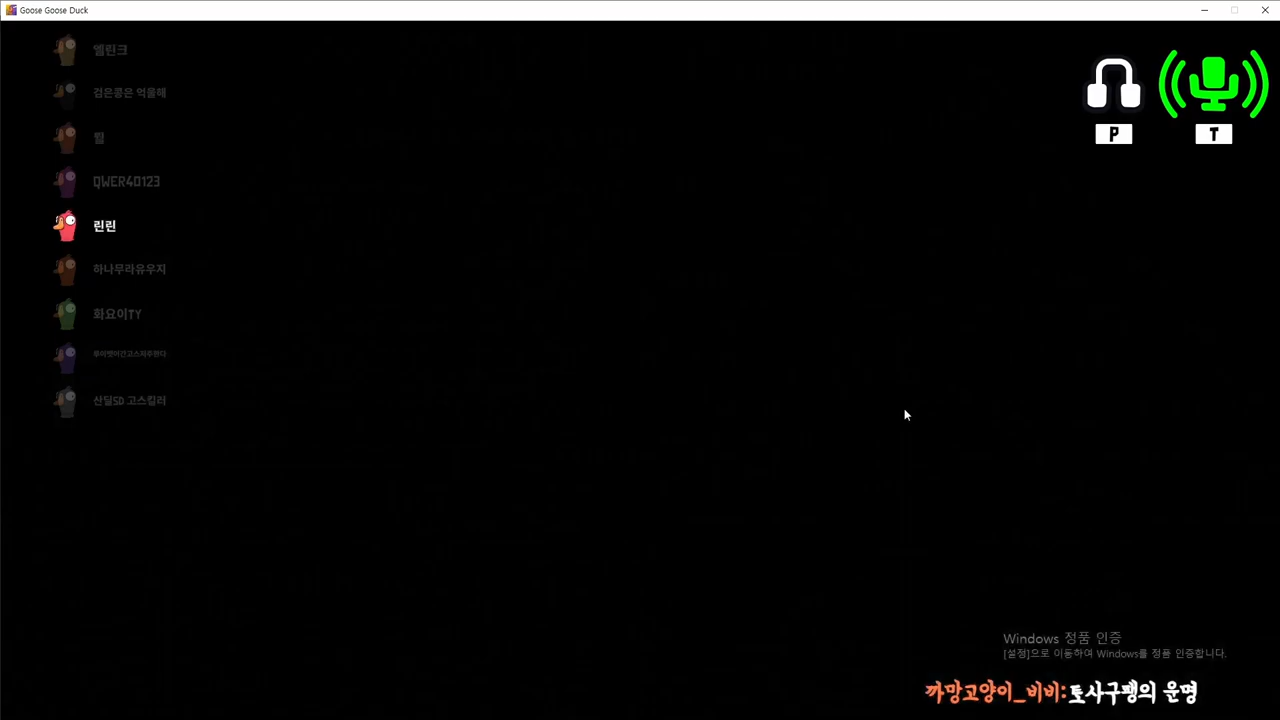 Goose Goose Duck
엘린크
검은콩은 억울해
QWER40123
린린
하나무라유우지
화요이TY
산딜SD 고스킬러
P
T
Windows 정품 인증
[설정]으로 이동하여 Windows를 정품 인증합니다.
까망고양이_비비:토사구팽의 운명